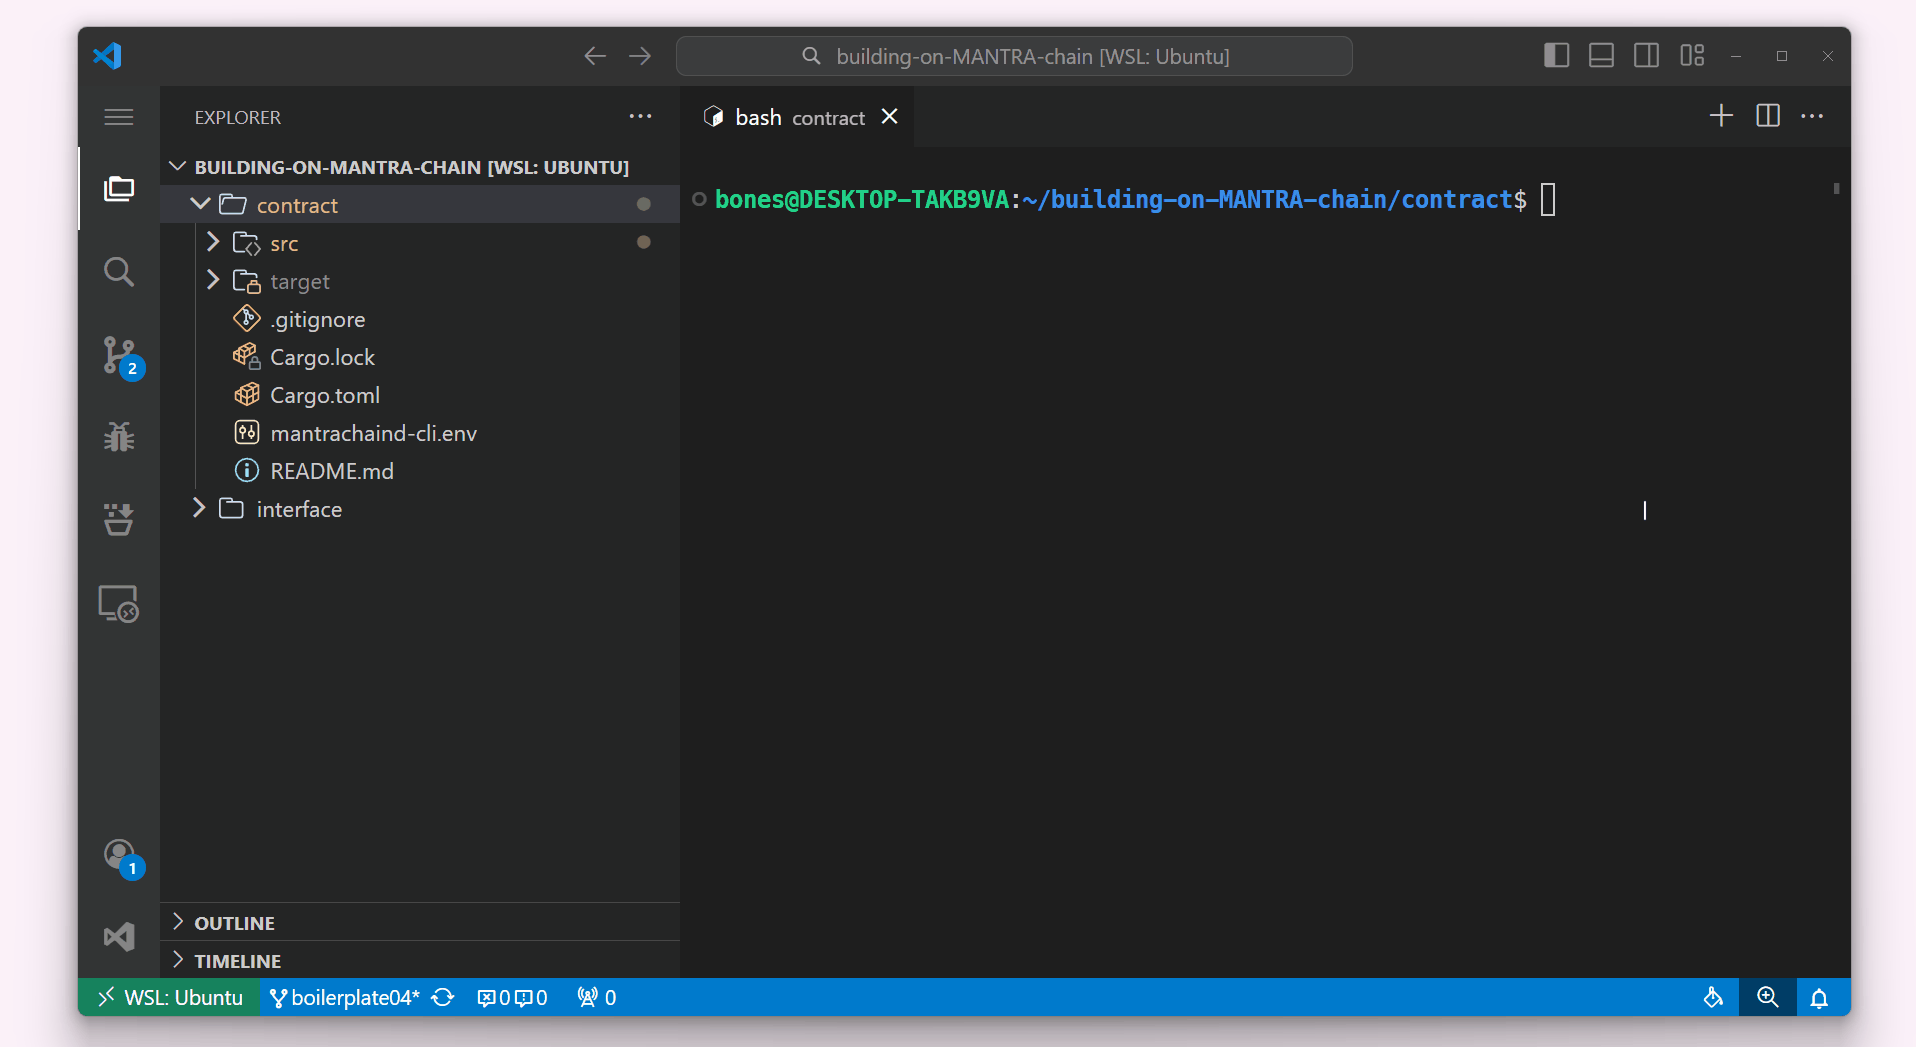 building-on-MANTRA-chain [WSL: Ubuntu]
EXPLORER
bash contract
BUILDING-ON-MANTRA-CHAIN [WSL: UBUNTU]
contract
src
target
.gitignore
Cargo.lock
Cargo.toml
mantrachaind-cli.env
README.md
interface
bones@DESKTOP-TAKB9VA:~/building-on-MANTRA-chain/contract$
2
1
OUTLINE
TIMELINE
WSL: Ubuntu boilerplate04* 0 0 0